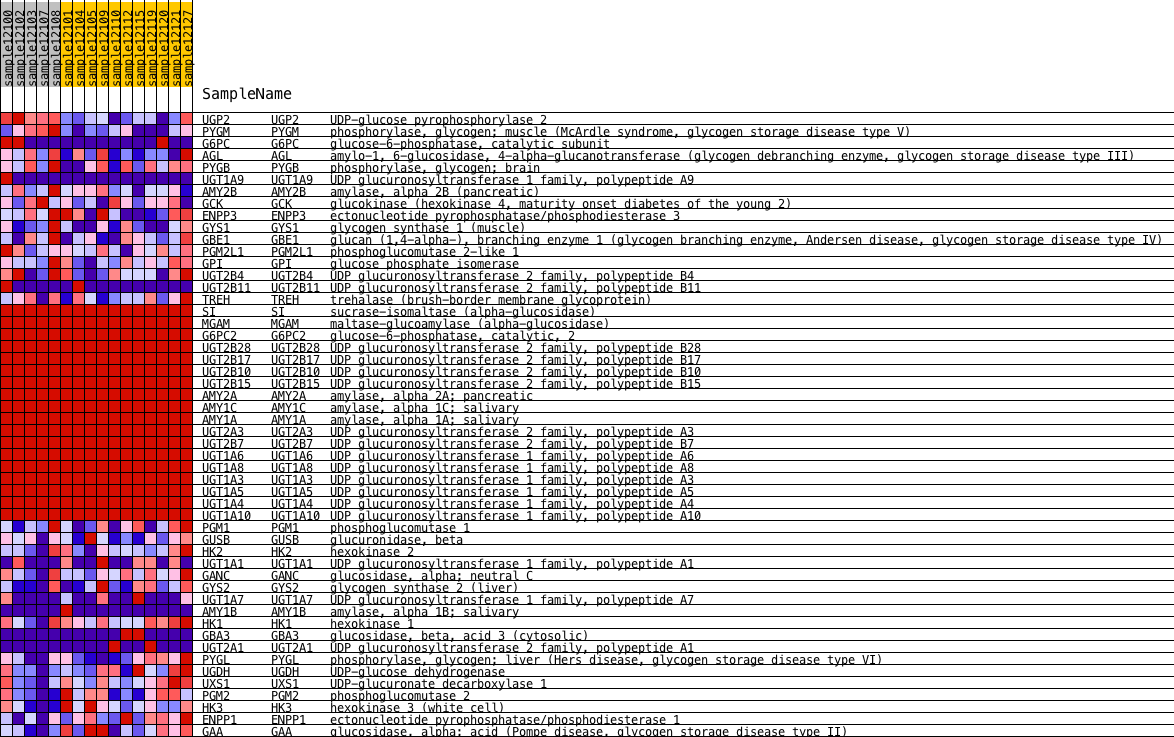 sample12100 sample12102 sample12103 sample12107 sample12108 sample12101 sample12104 sample12105 sample12109 sample12110 sample12112 sample12115 sample12119 sample12120 sample12121 sample12127
SampleName
UGP2 UGP2 UDP-glucose pyrophosphorylase 2
PYGM PYGM phosphorylase, glycogen; muscle (McArdle syndrome, glycogen storage disease type V)
G6PC G6PC glucose-6-phosphatase, catalytic subunit
AGL AGL amylo-1, 6-glucosidase, 4-alpha-glucanotransferase (glycogen debranching enzyme, glycogen storage disease type III)
PYGB PYGB phosphorylase, glycogen; brain
UGT1A9 UGT1A9 UDP glucuronosyltransferase 1 family, polypeptide A9
AMY2B AMY2B amylase, alpha 2B (pancreatic)
GCK GCK glucokinase (hexokinase 4, maturity onset diabetes of the young 2)
ENPP3 ENPP3 ectonucleotide pyrophosphatase/phosphodiesterase 3
GYS1 GYS1 glycogen synthase 1 (muscle)
GBE1 GBE1 glucan (1,4-alpha-), branching enzyme 1 (glycogen branching enzyme, Andersen disease, glycogen storage disease type IV)
PGM2L1 PGM2L1 phosphoglucomutase 2-like 1
GPI GPI glucose phosphate isomerase
UGT2B4 UGT2B4 UDP glucuronosyltransferase 2 family, polypeptide B4
UGT2B11 UGT2B11 UDP glucuronosyltransferase 2 family, polypeptide B11
TREH TREH trehalase (brush-border membrane glycoprotein)
SI SI sucrase-isomaltase (alpha-glucosidase)
MGAM MGAM maltase-glucoamylase (alpha-glucosidase)
G6PC2 G6PC2 glucose-6-phosphatase, catalytic, 2
UGT2B28 UGT2B28 UDP glucuronosyltransferase 2 family, polypeptide B28
UGT2B17 UGT2B17 UDP glucuronosyltransferase 2 family, polypeptide B17
UGT2B10 UGT2B10 UDP glucuronosyltransferase 2 family, polypeptide B10
UGT2B15 UGT2B15 UDP glucuronosyltransferase 2 family, polypeptide B15
AMY2A AMY2A amylase, alpha 2A; pancreatic
AMY1C AMY1C amylase, alpha 1C; salivary
AMY1A AMY1A amylase, alpha 1A; salivary
UGT2A3 UGT2A3 UDP glucuronosyltransferase 2 family, polypeptide A3
UGT2B7 UGT2B7 UDP glucuronosyltransferase 2 family, polypeptide B7
UGT1A6 UGT1A6 UDP glucuronosyltransferase 1 family, polypeptide A6
UGT1A8 UGT1A8 UDP glucuronosyltransferase 1 family, polypeptide A8
UGT1A3 UGT1A3 UDP glucuronosyltransferase 1 family, polypeptide A3
UGT1A5 UGT1A5 UDP glucuronosyltransferase 1 family, polypeptide A5
UGT1A4 UGT1A4 UDP glucuronosyltransferase 1 family, polypeptide A4
UGT1A10 UGT1A10 UDP glucuronosyltransferase 1 family, polypeptide A10
PGM1 PGM1 phosphoglucomutase 1
GUSB GUSB glucuronidase, beta
HK2 HK2 hexokinase 2
UGT1A1 UGT1A1 UDP glucuronosyltransferase 1 family, polypeptide A1
GANC GANC glucosidase, alpha; neutral C
GYS2 GYS2 glycogen synthase 2 (liver)
UGT1A7 UGT1A7 UDP glucuronosyltransferase 1 family, polypeptide A7
AMY1B AMY1B amylase, alpha 1B; salivary
HK1 HK1 hexokinase 1
GBA3 GBA3 glucosidase, beta, acid 3 (cytosolic)
UGT2A1 UGT2A1 UDP glucuronosyltransferase 2 family, polypeptide A1
PYGL PYGL phosphorylase, glycogen; liver (Hers disease, glycogen storage disease type VI)
UGDH UGDH UDP-glucose dehydrogenase
UXS1 UXS1 UDP-glucuronate decarboxylase 1
PGM2 PGM2 phosphoglucomutase 2
HK3 HK3 hexokinase 3 (white cell)
ENPP1 ENPP1 ectonucleotide pyrophosphatase/phosphodiesterase 1
GAA GAA glucosidase, alpha; acid (Pompe disease, glycogen storage disease type II)